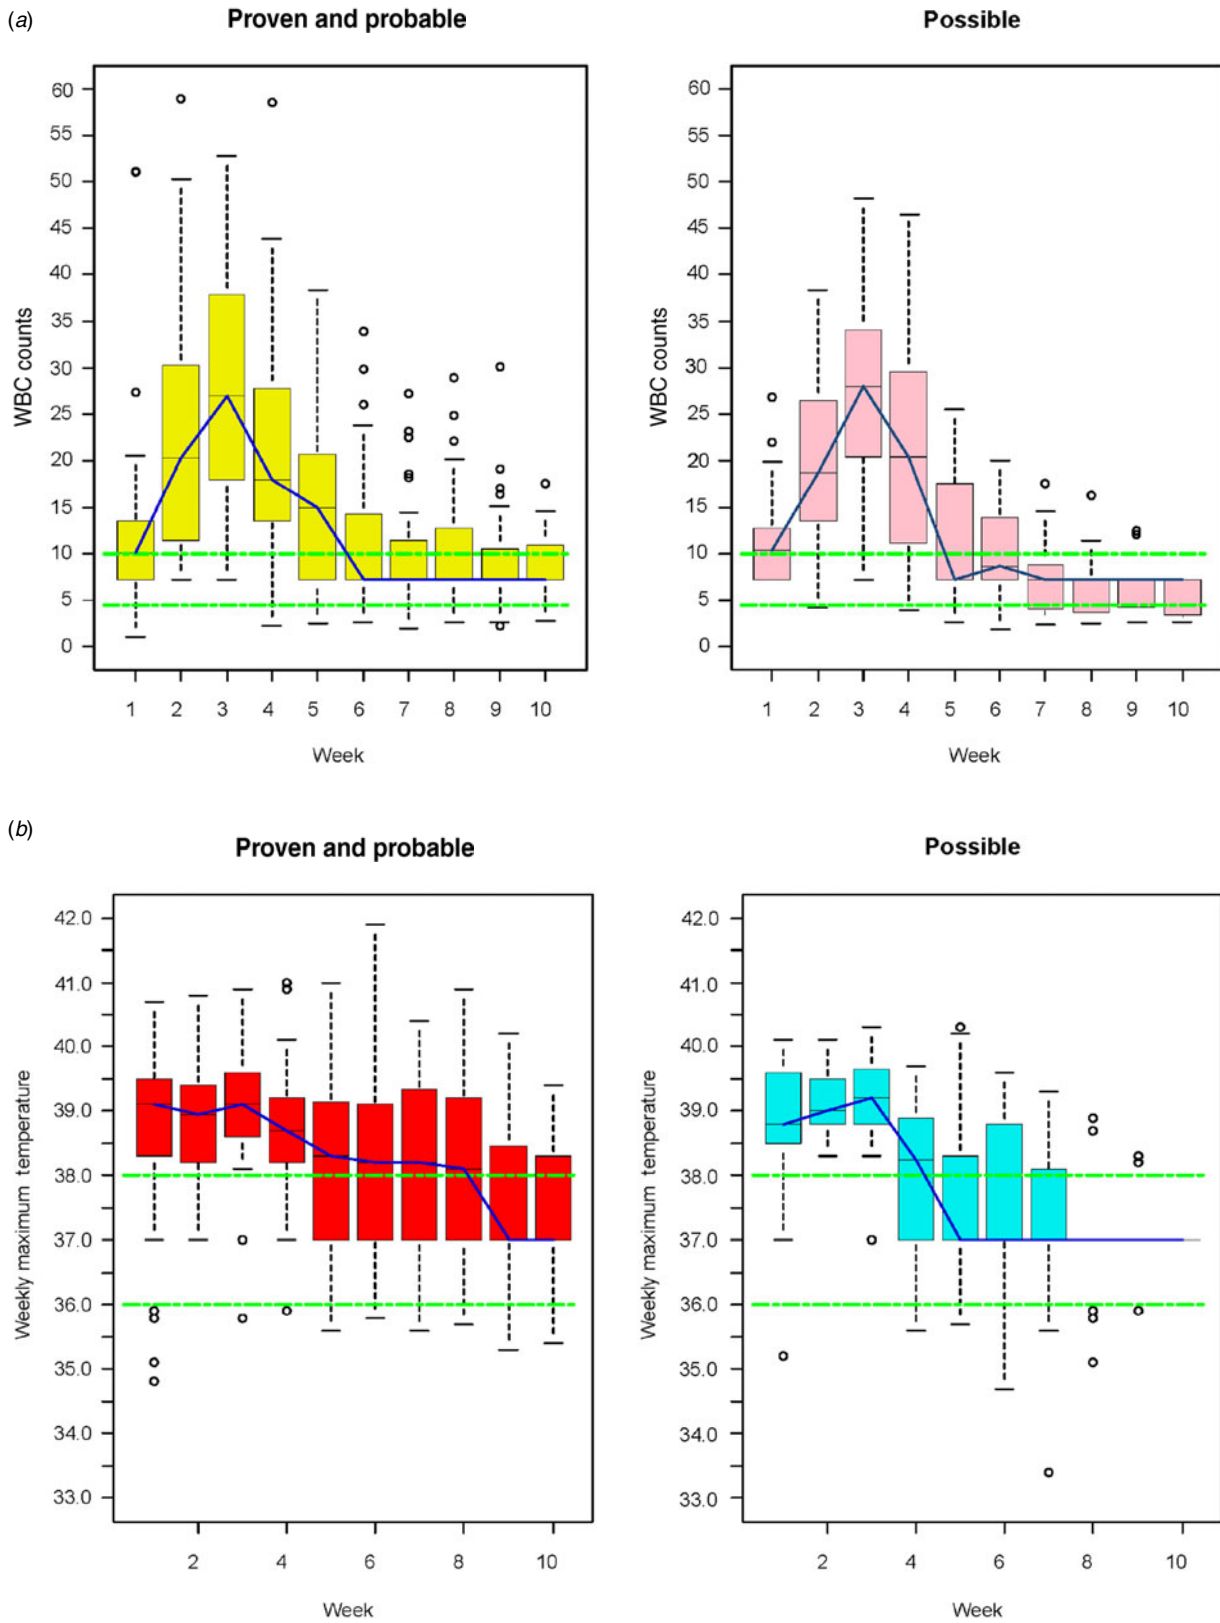 (a)
Proven and probable
Possible
WBC counts
60
55
50
45
40
35
30
25
20
15
10
5
0
1 2 3 4 5 6 7 8 9 10
Week
WBC counts
60
55
50
45
40
35
30
25
20
15
10
5
0
1 2 3 4 5 6 7 8 9 10
Week
(b)
Proven and probable
Possible
Weekly maximum temperature
42.0
41.0
40.0
39.0
38.0
37.0
36.0
35.0
34.0
33.0
2 4 6 8 10
Week
Weekly maximum temperature
42.0
41.0
40.0
39.0
38.0
37.0
36.0
35.0
34.0
33.0
2 4 6 8 10
Week